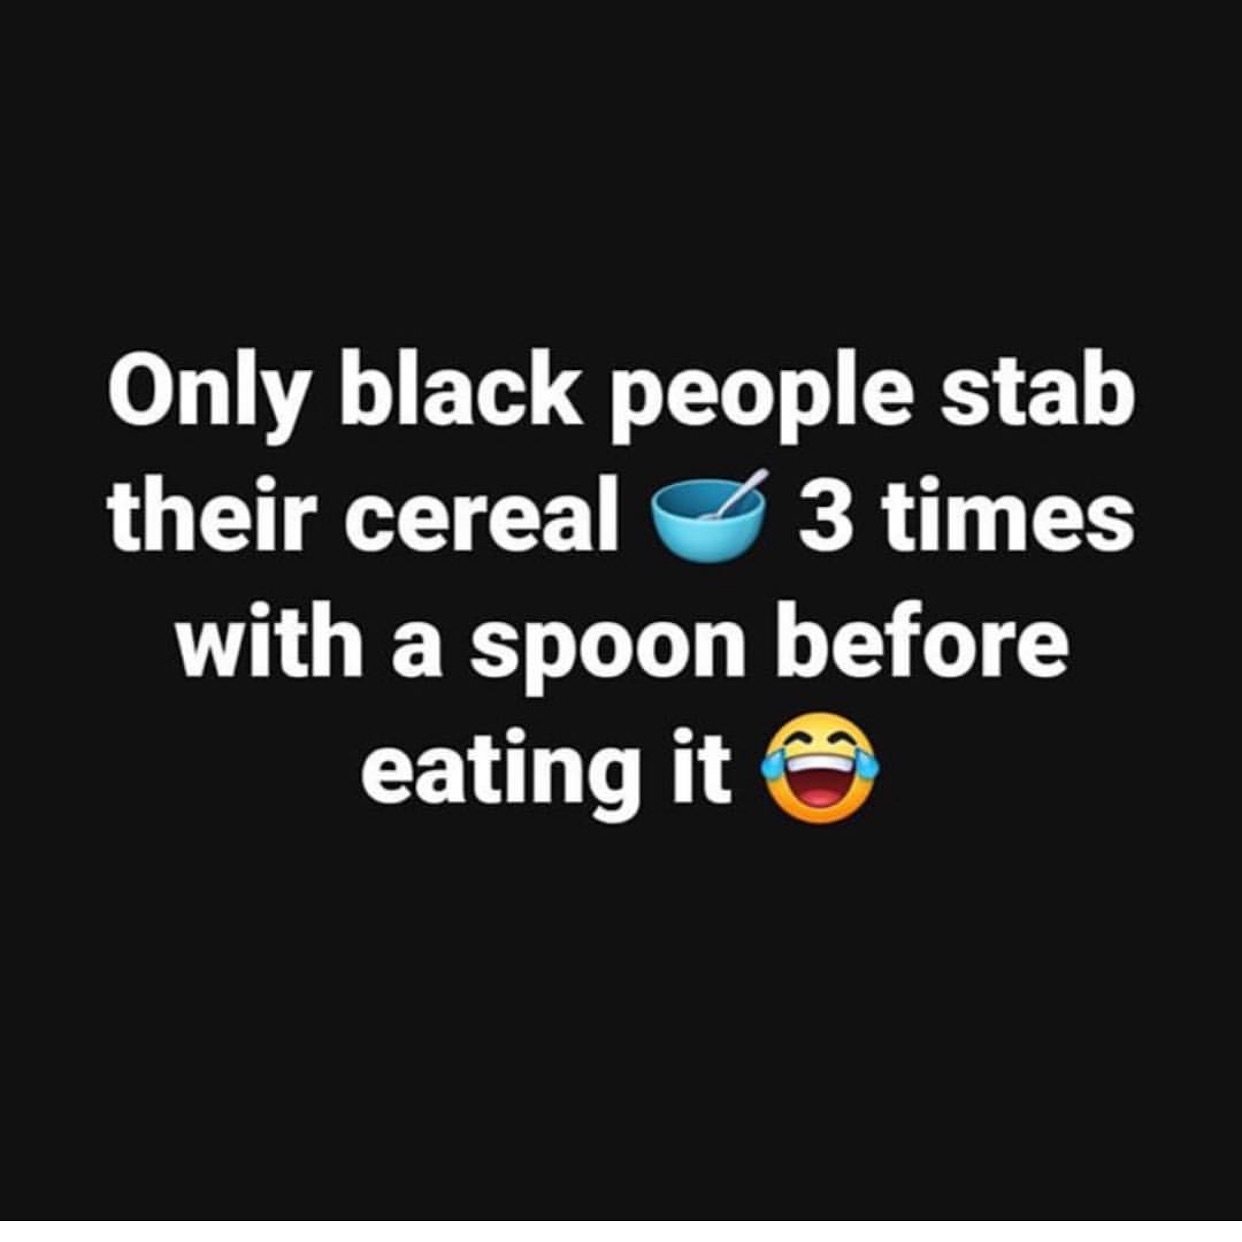 Only black people stab
their cereal 🥣 3 times
with a spoon before
eating it 😂